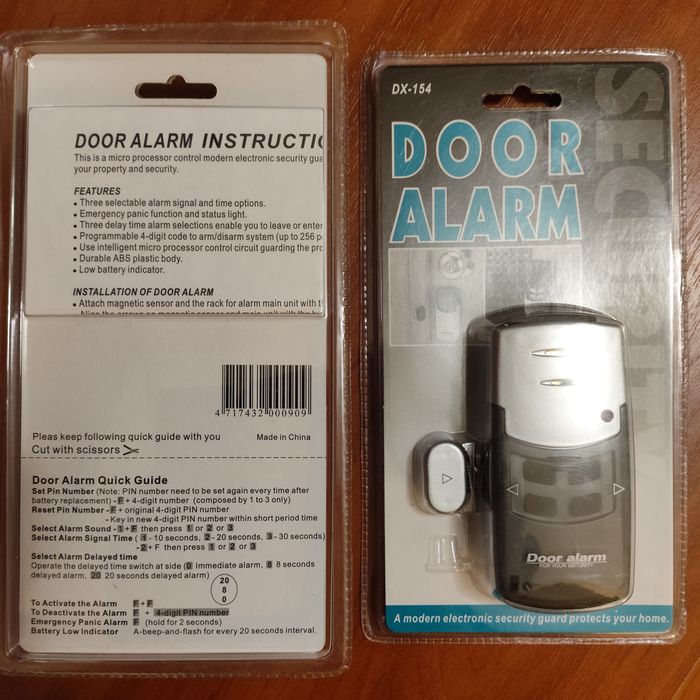 DOOR ALARM INSTRUCTIO
This is a micro processor control modern electronic security gua
your property and security.
FEATURES
• Three selectable alarm signal and time options.
• Emergency panic function and status light.
• Three delay time alarm selections enable you to leave or enter
• Programmable 4-digit code to arm/disarm system (up to 256 p
• Use intelligent micro processor control circuit guarding the pro
• Durable ABS plastic body.
• Low battery indicator.
INSTALLATION OF DOOR ALARM
• Attach magnetic sensor and the rack for alarm main unit with t
• Align the arrows on magnetic sensor and main unit with the
4 717432 000909
Pleas keep following quick guide with you
Made in China
Cut with scissors
Door Alarm Quick Guide
Set Pin Number (Note: PIN number need to be set again every time after
battery replacement) - F + 4-digit number (composed by 1 to 3 only)
Reset Pin Number - F + original 4-digit PIN number
- Key in new 4-digit PIN number within short period time
Select Alarm Sound - 1 + F then press 1 or 2 or 3
Select Alarm Signal Time ( 1 - 10 seconds, 2 - 20 seconds, 3 - 30 seconds)
- 2 + F then press 1 or 2 or 3
Select Alarm Delayed time
Operate the delayed time switch at side (0 Immediate alarm, 8 8 seconds
delayed alarm, 20 20 seconds delayed alarm)
20
8
0
To Activate the Alarm F + F
To Deactivate the Alarm F + 4-digit PIN number
Emergency Panic Alarm F (hold for 2 seconds)
Battery Low Indicator A-beep-and-flash for every 20 seconds interval.
DX-154
DOOR
ALARM
SECURITY
Door alarm
FOR YOUR SECURITY
A modern electronic security guard protects your home.